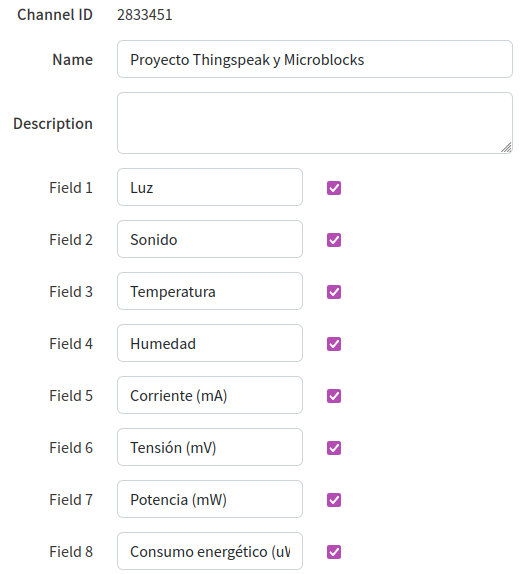 Channel ID 2833451
Name Proyecto Thingspeak y Microblocks
Description
Field 1 Luz
Field 2 Sonido
Field 3 Temperatura
Field 4 Humedad
Field 5 Corriente (mA)
Field 6 Tensión (mV)
Field 7 Potencia (mW)
Field 8 Consumo energético